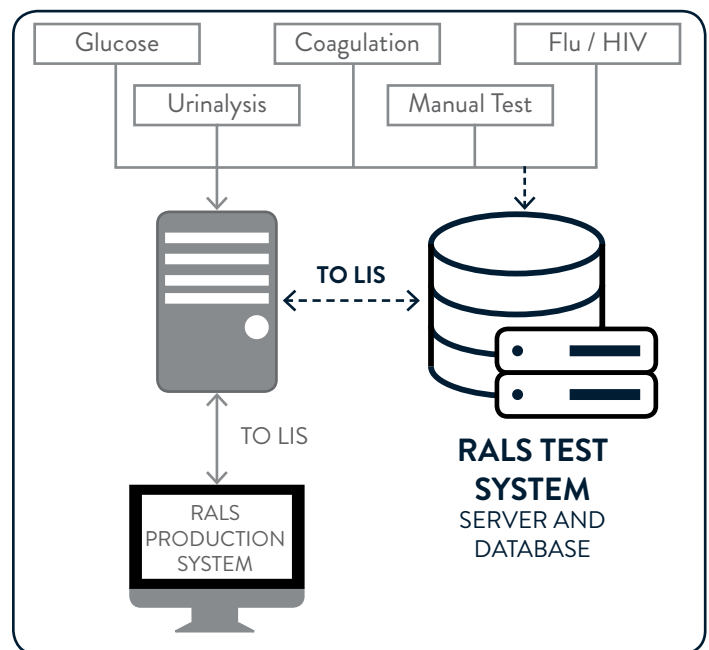 Glucose
Coagulation
Flu / HIV
Urinalysis
Manual Test
TO LIS
TO LIS
RALS
PRODUCTION
SYSTEM
RALS TEST
SYSTEM
SERVER AND
DATABASE